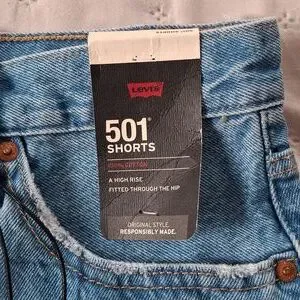 Levi's
501®
SHORTS
100% COTTON
A HIGH RISE
FITTED THROUGH THE HIP
ORIGINAL STYLE.
RESPONSIBLY MADE.